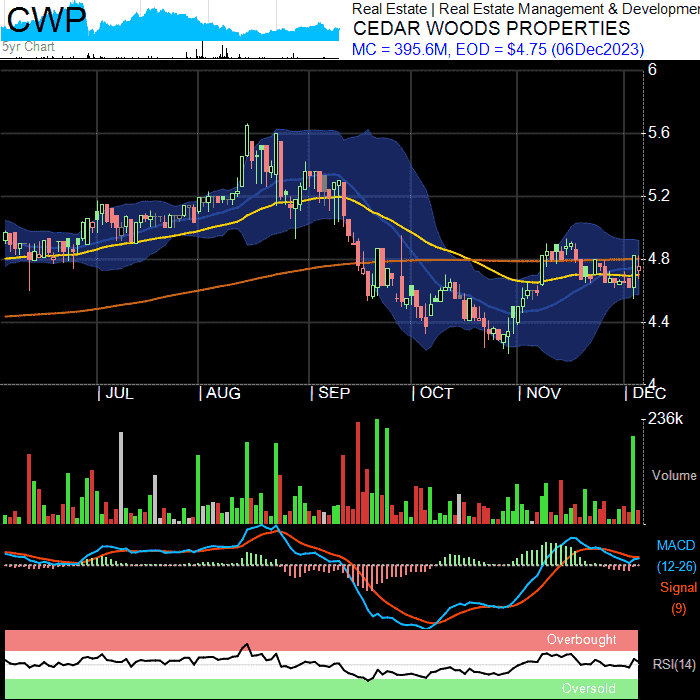 CWP
5yr Chart
Real Estate | Real Estate Management & Developmen
CEDAR WOODS PROPERTIES
MC = 395.6M, EOD = $4.75 (06Dec2023)
6
5.6
5.2
4.8
4.4
4
JUL
AUG
SEP
OCT
NOV
DEC
236k
Volume
MACD
(12-26)
Signal
(9)
Overbought
RSI(14)
Oversold